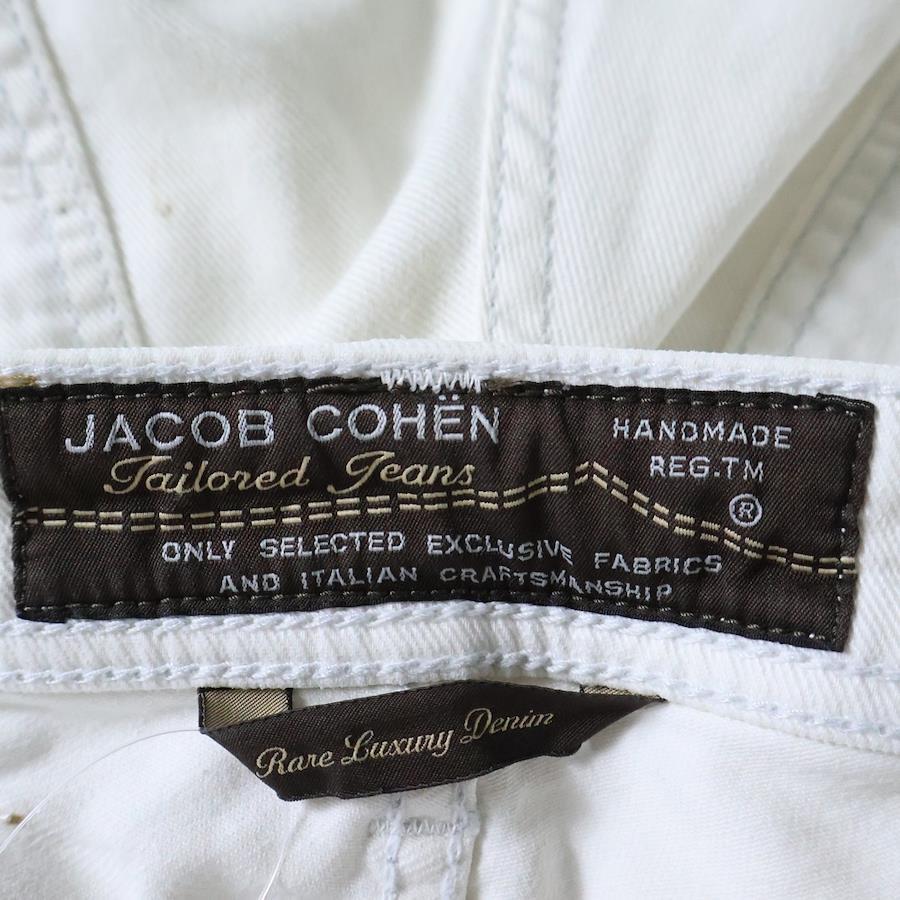 JACOB COHËN
Tailored Jeans
HANDMADE
REG.TM
®
ONLY SELECTED EXCLUSIVE FABRICS
AND ITALIAN CRAFTSMANSHIP
Rare Luxury Denim